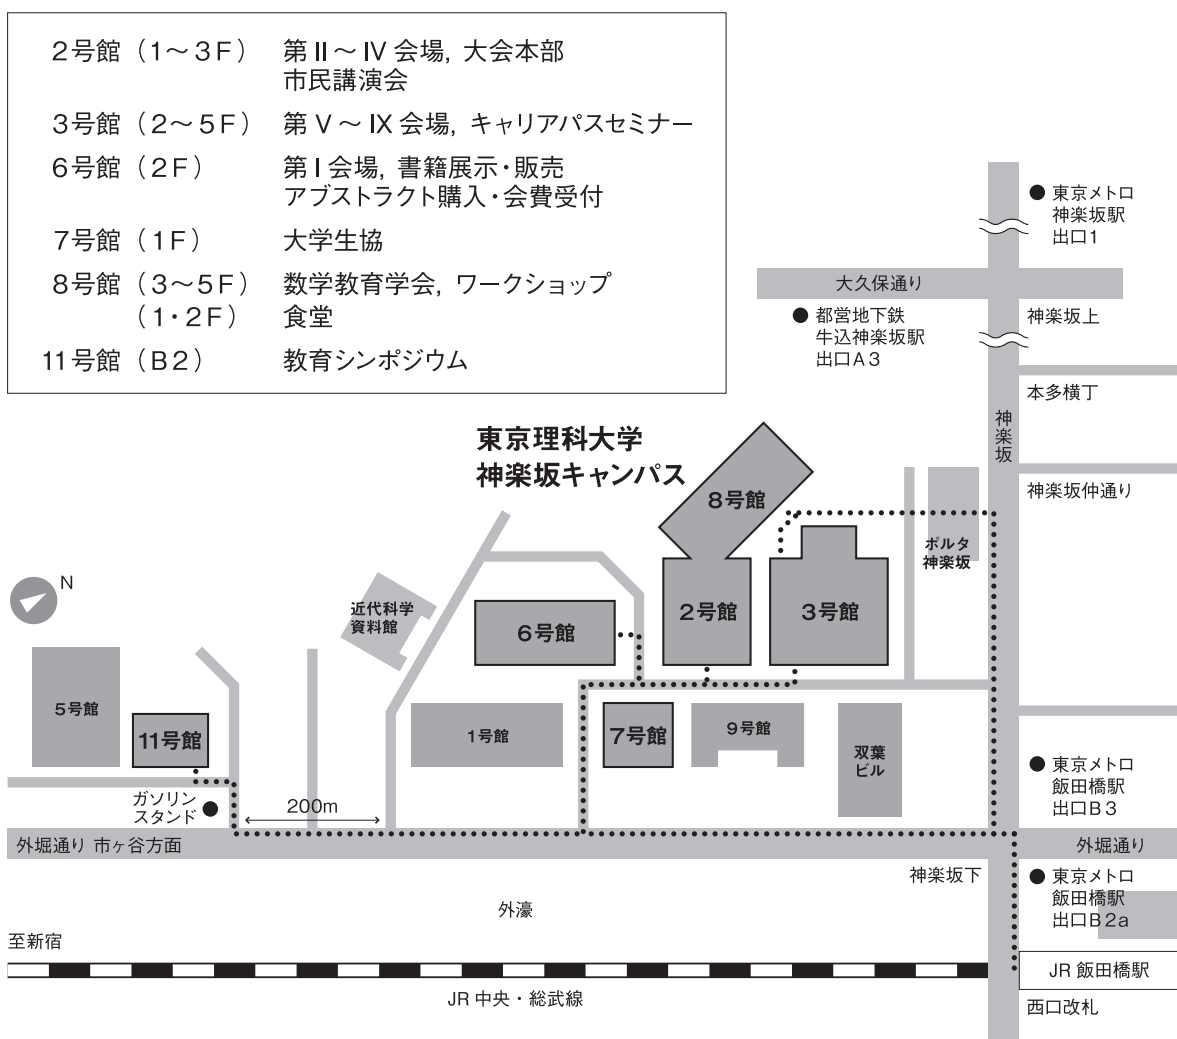 2号館（1〜3F） 第II〜IV会場, 大会本部
市民講演会
3号館（2〜5F） 第V〜IX会場, キャリアパスセミナー
6号館（2F） 第I会場, 書籍展示・販売
アブストラクト購入・会費受付
7号館（1F） 大学生協
8号館（3〜5F） 数学教育学会, ワークショップ
（1・2F） 食堂
11号館（B2） 教育シンポジウム
東京メトロ
神楽坂駅
出口1
大久保通り
都営地下鉄
牛込神楽坂駅
出口A3
神楽坂上
本多横丁
神楽坂
神楽坂仲通り
東京理科大学
神楽坂キャンパス
8号館
ポルタ
神楽坂
N
近代科学
資料館
6号館
2号館
3号館
5号館
11号館
1号館
7号館
9号館
双葉
ビル
東京メトロ
飯田橋駅
出口B3
ガソリン
スタンド
200m
外堀通り 市ヶ谷方面
外堀通り
神楽坂下
東京メトロ
飯田橋駅
出口B2a
外濠
至新宿
JR飯田橋駅
JR中央・総武線
西口改札